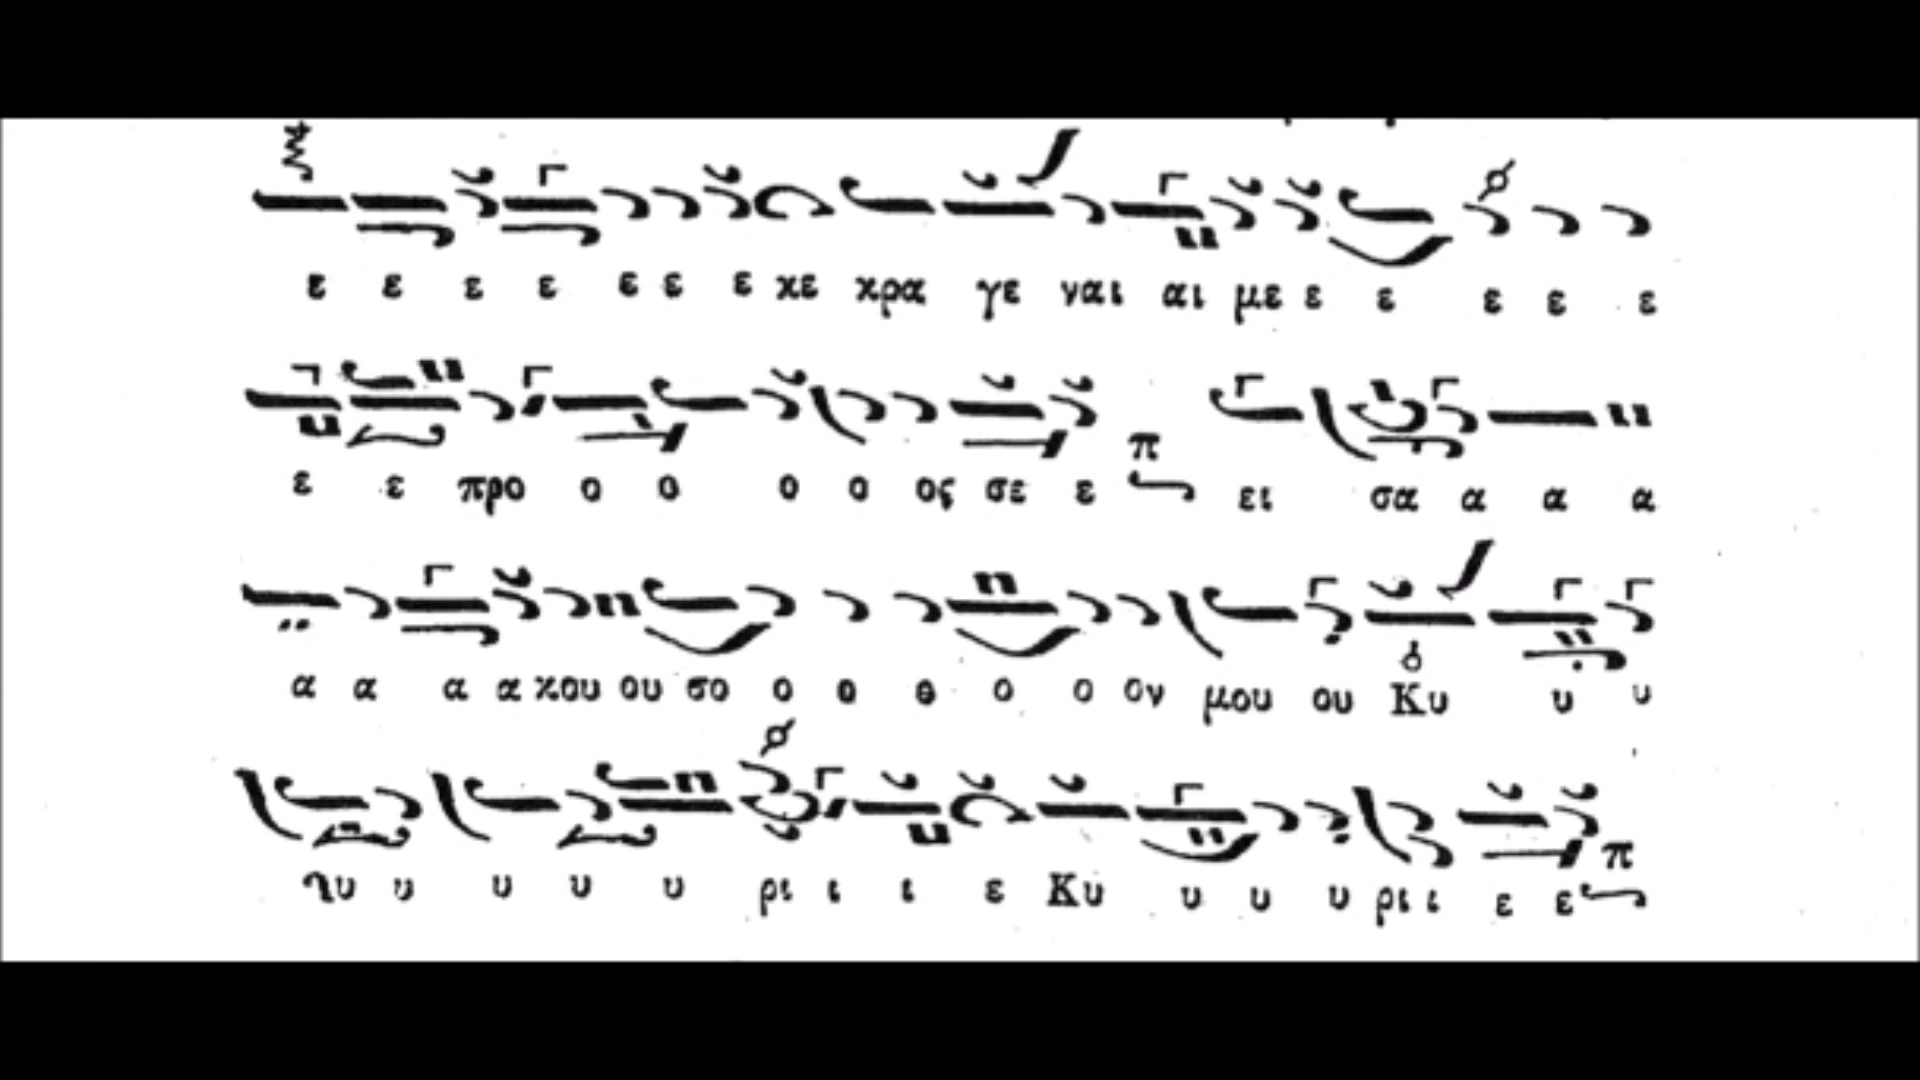 ε ε ε ε ε ε ε κε κρα γε ναι αι με ε ε ε ε ε
ε ε προ ο ο ο ο ος σε ε π ει σα α α α
α α α α κου ου σο ο ο ο ο ο ον μου ου Κυ υ υ
υ υ υ υ ρι ι ι ε Κυ υ υ υ ρι ι ε ε π